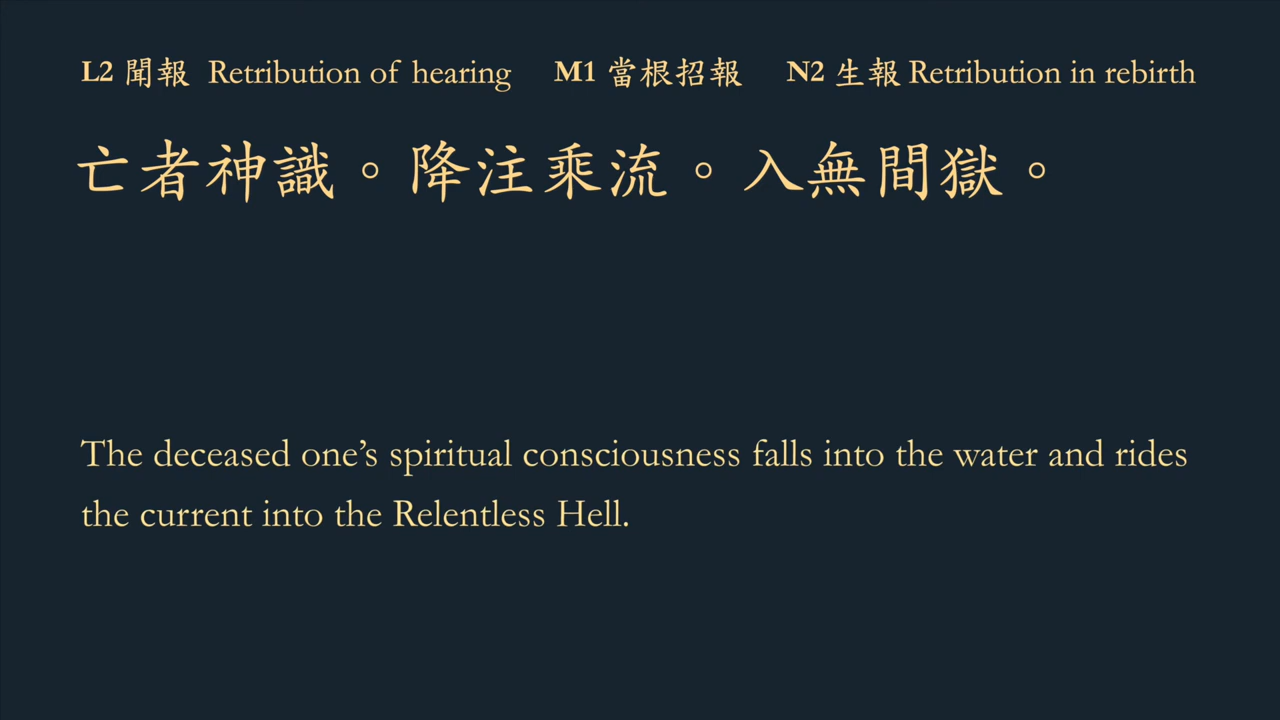 L2 聞報 Retribution of hearing M1 當根招報 N2 生報 Retribution in rebirth
亡者神識。降注乘流。入無間獄。
The deceased one’s spiritual consciousness falls into the water and rides
the current into the Relentless Hell.